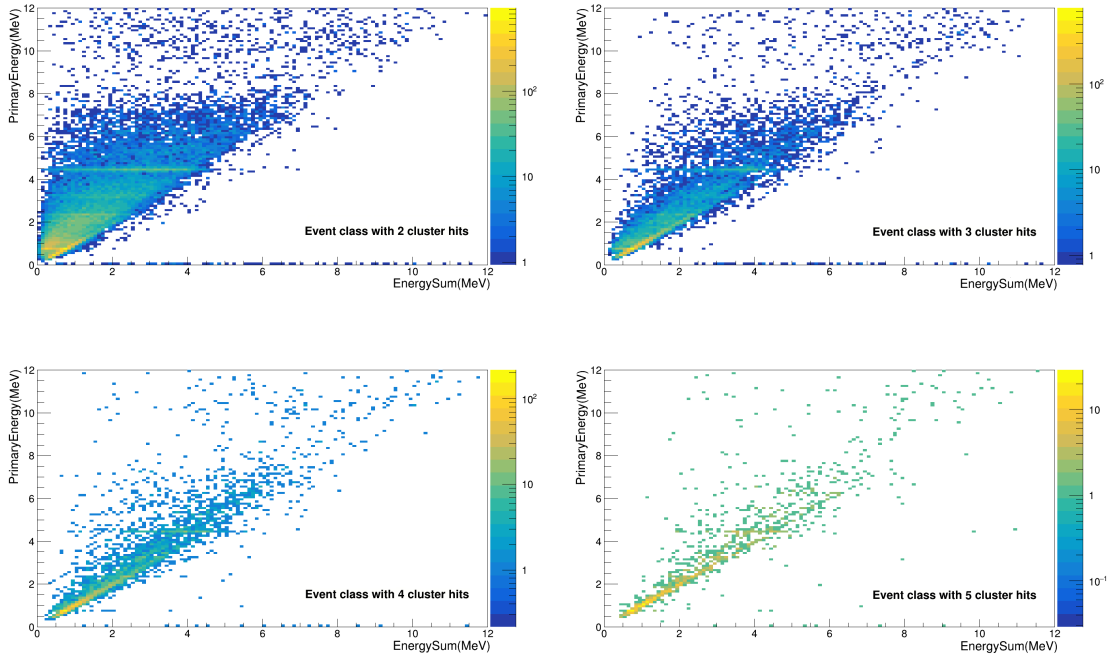 PrimaryEnergy(MeV)
12
10
8
6
4
2
0
0 2 4 6 8 10 12
EnergySum(MeV)
Event class with 2 cluster hits
10²
10
1
PrimaryEnergy(MeV)
12
10
8
6
4
2
0
0 2 4 6 8 10 12
EnergySum(MeV)
Event class with 3 cluster hits
10²
10
1
PrimaryEnergy(MeV)
12
10
8
6
4
2
0
0 2 4 6 8 10 12
EnergySum(MeV)
Event class with 4 cluster hits
10²
10
1
PrimaryEnergy(MeV)
12
10
8
6
4
2
0
0 2 4 6 8 10 12
EnergySum(MeV)
Event class with 5 cluster hits
10
1
10⁻¹